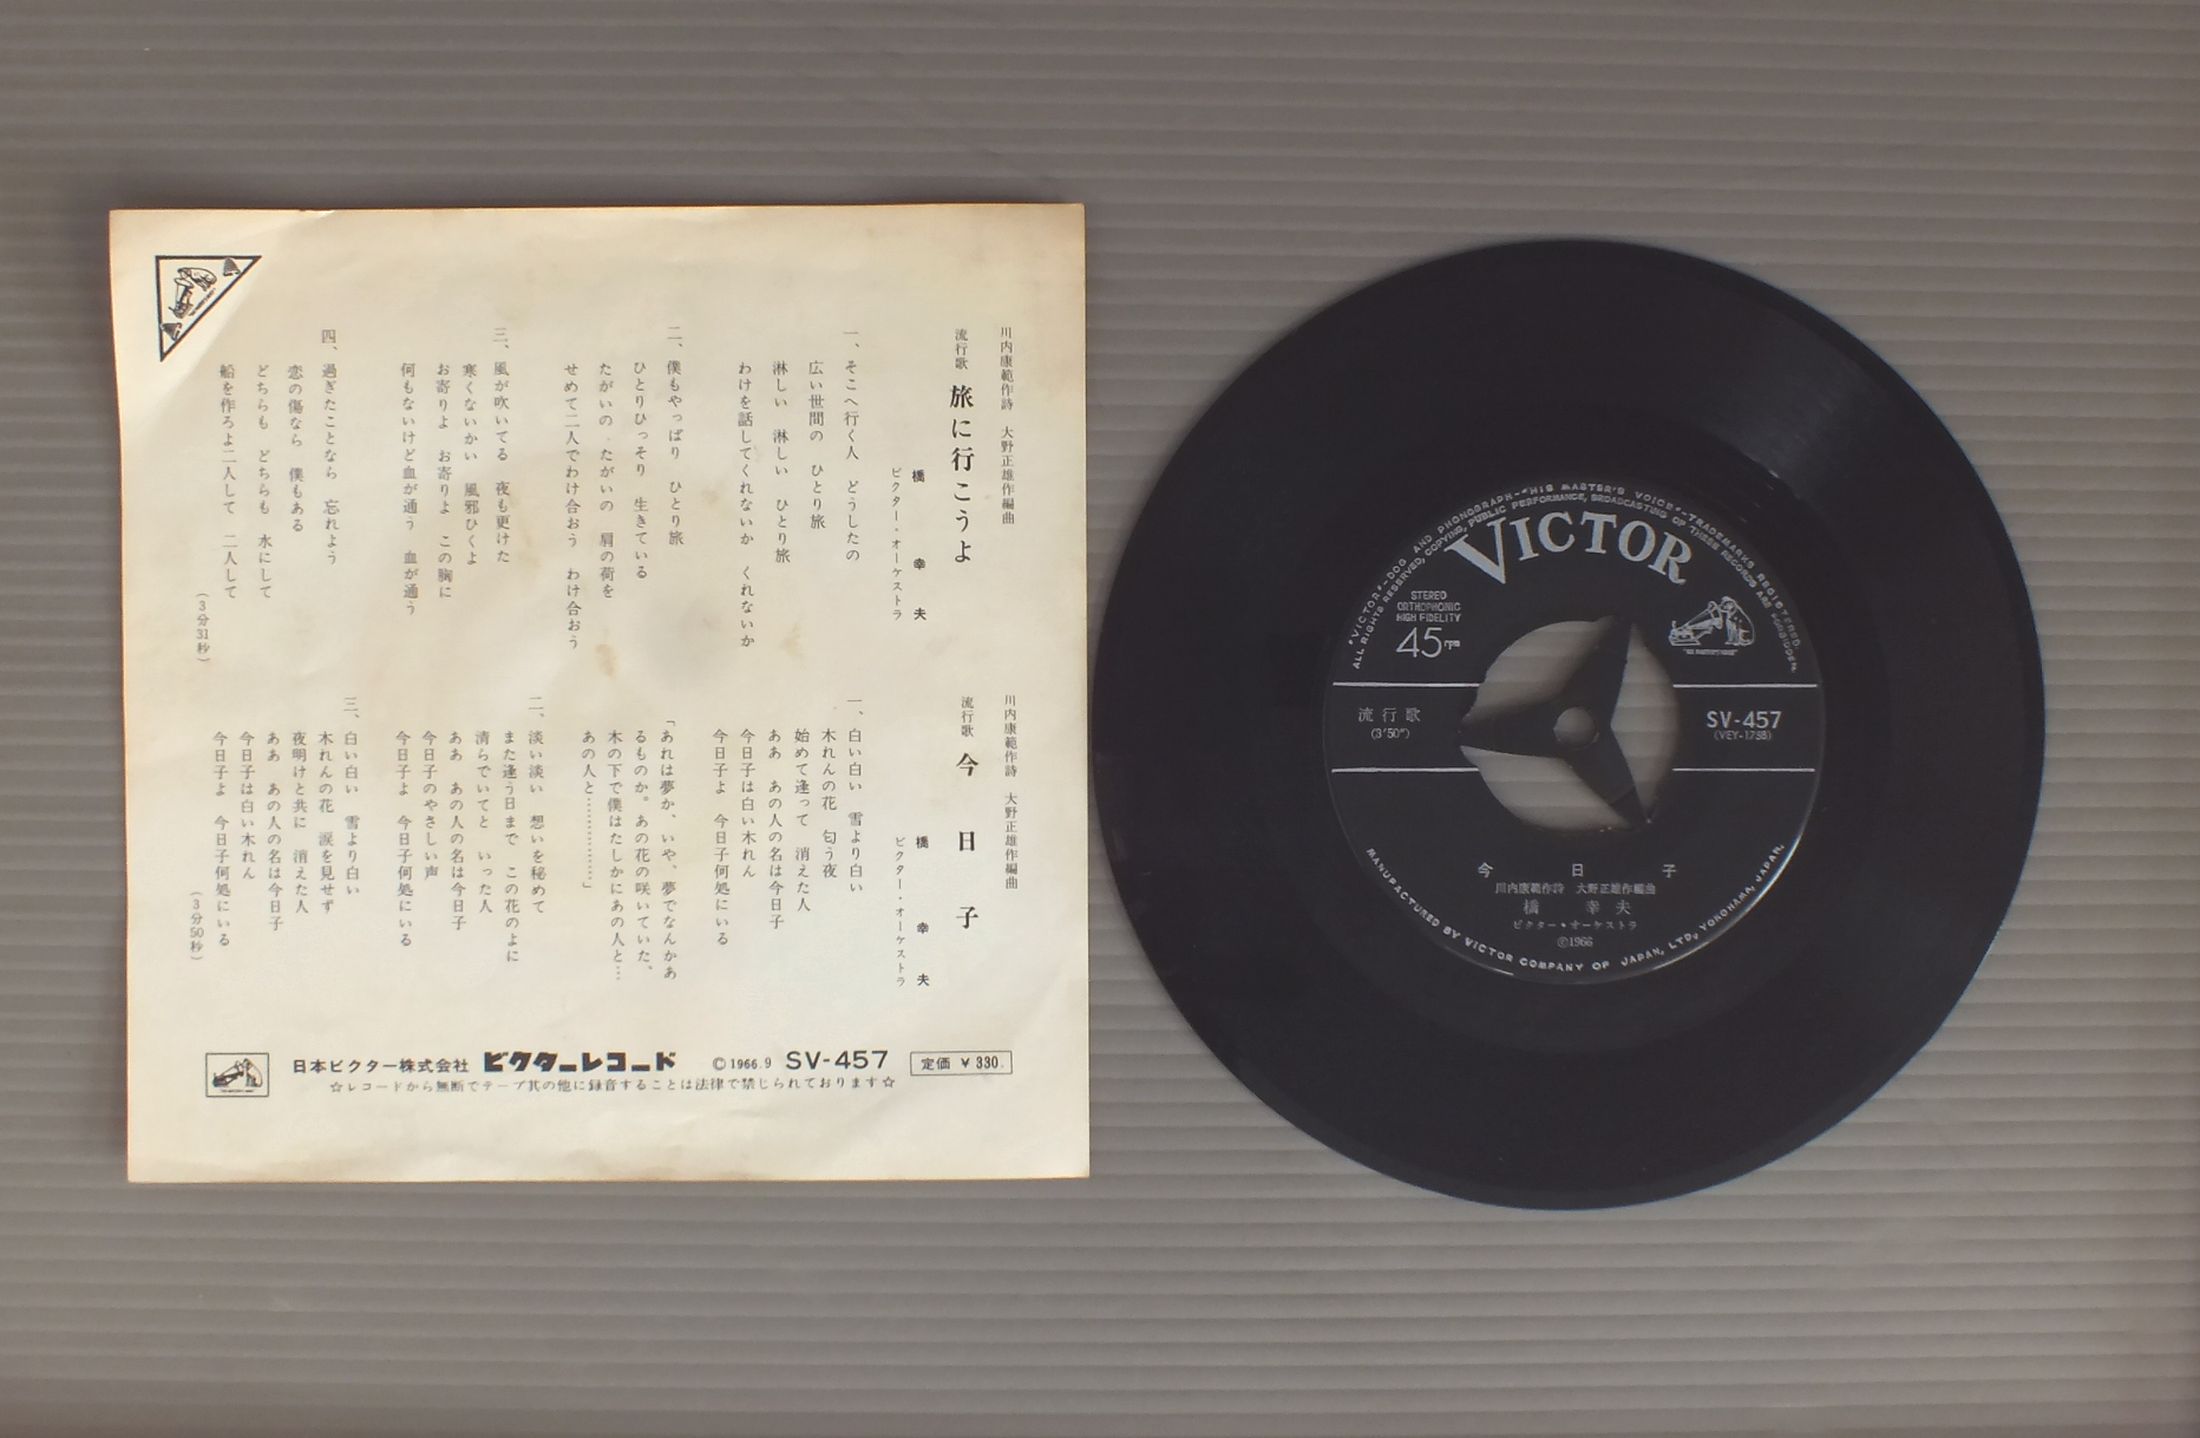 川内康範作詩 大野正雄作編曲
流行歌 旅に行こうよ
橋 幸 夫
ビクター・オーケストラ
一、そこへ行く人 どうしたの
広い世間の ひとり旅
淋しい 淋しい ひとり旅
わけを話してくれないか くれないか
二、僕もやっぱり ひとり旅
ひとりひっそり 生きている
たがいの たがいの 肩の荷を
せめて二人でわけ合おう わけ合おう
三、風が吹いてる 夜も更けた
寒くないかい 風邪ひくよ
お寄りよ お寄りよ この胸に
何もないけど血が通う 血が通う
四、過ぎたことなら 忘れよう
恋の傷なら 僕もある
どちらも どちらも 水にして
船を作ろよ二人して 二人して
(3分31秒)
川内康範作詩 大野正雄作編曲
流行歌 今日子
橋 幸 夫
ビクター・オーケストラ
一、白い白い 雪より白い
木れんの花 匂う夜
始めて逢って 消えた人
ああ あの人の名は今日子
今日子は白い木れん
今日子よ 今日子何処にいる
「あれは夢か、いや、夢でなんかあ
るものか。あの花の咲いていた、
木の下で僕はたしかにあの人と…
あの人と………………」
二、淡い淡い 想いを秘めて
また逢う日まで この花のよに
清らでいてと いった人
ああ あの人の名は今日子
今日子のやさしい声
今日子よ 今日子何処にいる
三、白い白い 雪より白い
木れんの花 涙を見せず
夜明けと共に 消えた人
ああ あの人の名は今日子
今日子は白い木れん
今日子よ 今日子何処にいる
(3分50秒)
日本ビクター株式会社 ビクターレコード ©1966.9 SV-457 定価 ¥330.
☆レコードから無断でテープ其の他に録音することは法律で禁じられております☆
"VICTOR"-DOG AND PHONOGRAPH-"HIS MASTER'S VOICE"-TRADEMARKS REGISTERED.
ALL RIGHTS RESERVED, COPYING, PUBLIC PERFORMANCE, BROADCASTING OF THESE RECORDS ARE FORBIDDEN.
VICTOR
STEREO
ORTHOPHONIC
HIGH FIDELITY
45rpm
"HIS MASTER'S VOICE"
流行歌
(3'50")
SV-457
(VEY-1738)
今日子
川内康範作詩 大野正雄作編曲
橋 幸夫
ビクター・オーケストラ
©1966
MANUFACTURED BY VICTOR COMPANY OF JAPAN, LTD., YOKOHAMA, JAPAN.